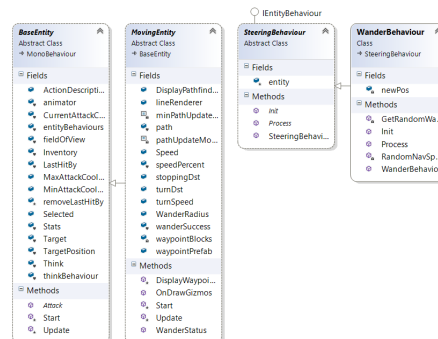 IEntityBehaviour
BaseEntity
Abstract Class
MonoBehaviour
Fields
ActionDescripti...
animator
CurrentAttackC...
entityBehaviours
fieldOfView
Inventory
LastHitBy
MaxAttackCool...
MinAttackCool...
removeLastHitBy
Selected
Stats
Target
TargetPosition
Think
thinkBehaviour
Methods
Attack
Start
Update
MovingEntity
Abstract Class
BaseEntity
Fields
DisplayPathfind...
lineRenderer
minPathUpdate...
path
pathUpdateMo...
Speed
speedPercent
stoppingDst
turnDst
turnSpeed
WanderRadius
wanderSuccess
waypointBlocks
waypointPrefab
Methods
DisplayWaypoi...
OnDrawGizmos
Start
Update
WanderStatus
SteeringBehaviour
Abstract Class
Fields
entity
Methods
Init
Process
SteeringBehavi...
WanderBehaviour
Class
SteeringBehaviour
Fields
newPos
Methods
GetRandomWa...
Init
Process
RandomNavSp...
WanderBehavio